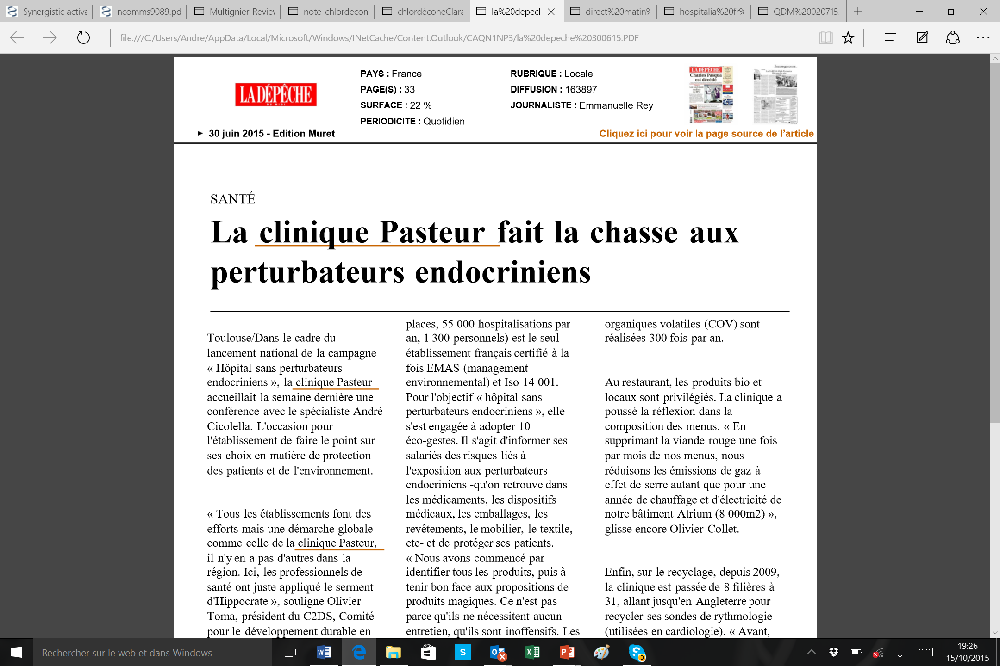 Synergistic activa
ncomms9089.pd
Multignier-Review
note_chlordecon
chlordéconeClara
la%20depecl
direct%20matin%
hospitalia%20fr%
QDM%20020715.
file:///C:/Users/Andre/AppData/Local/Microsoft/Windows/INetCache/Content.Outlook/CAQN1NP3/la%20depeche%20300615.PDF
LA DÉPÊCHE
DU MIDI
PAYS : France
PAGE(S) : 33
SURFACE : 22 %
PERIODICITE : Quotidien
RUBRIQUE : Locale
DIFFUSION : 163897
JOURNALISTE : Emmanuelle Rey
LA DÉPÊCHE
Charles Pasqua
est décédé
haute-garonne
30 juin 2015 - Edition Muret
Cliquez ici pour voir la page source de l'article
SANTÉ
La clinique Pasteur fait la chasse aux
perturbateurs endocriniens
Toulouse/Dans le cadre du
lancement national de la campagne
« Hôpital sans perturbateurs
endocriniens », la clinique Pasteur
accueillait la semaine dernière une
conférence avec le spécialiste André
Cicolella. L'occasion pour
l'établissement de faire le point sur
ses choix en matière de protection
des patients et de l'environnement.
« Tous les établissements font des
efforts mais une démarche globale
comme celle de la clinique Pasteur,
il n'y en a pas d'autres dans la
région. Ici, les professionnels de
santé ont juste appliqué le serment
d'Hippocrate », souligne Olivier
Toma, président du C2DS, Comité
pour le développement durable en
places, 55 000 hospitalisations par
an, 1 300 personnels) est le seul
établissement français certifié à la
fois EMAS (management
environnemental) et Iso 14 001.
Pour l'objectif « hôpital sans
perturbateurs endocriniens », elle
s'est engagée à adopter 10
éco-gestes. Il s'agit d'informer ses
salariés des risques liés à
l'exposition aux perturbateurs
endocriniens -qu'on retrouve dans
les médicaments, les dispositifs
médicaux, les emballages, les
revêtements, le mobilier, le textile,
etc- et de protéger ses patients.
« Nous avons commencé par
identifier tous les produits, puis à
tenir bon face aux propositions de
produits magiques. Ce n'est pas
parce qu'ils ne nécessitent aucun
entretien, qu'ils sont inoffensifs. Les
organiques volatiles (COV) sont
réalisées 300 fois par an.
Au restaurant, les produits bio et
locaux sont privilégiés. La clinique a
poussé la réflexion dans la
composition des menus. « En
supprimant la viande rouge une fois
par mois de nos menus, nous
réduisons les émissions de gaz à
effet de serre autant que pour une
année de chauffage et d'électricité de
notre bâtiment Atrium (8 000m2) »,
glisse encore Olivier Collet.
Enfin, sur le recyclage, depuis 2009,
la clinique est passée de 8 filières à
31, allant jusqu'en Angleterre pour
recycler ses sondes de rythmologie
(utilisées en cardiologie). « Avant,
Rechercher sur le web et dans Windows
19:26
15/10/2015